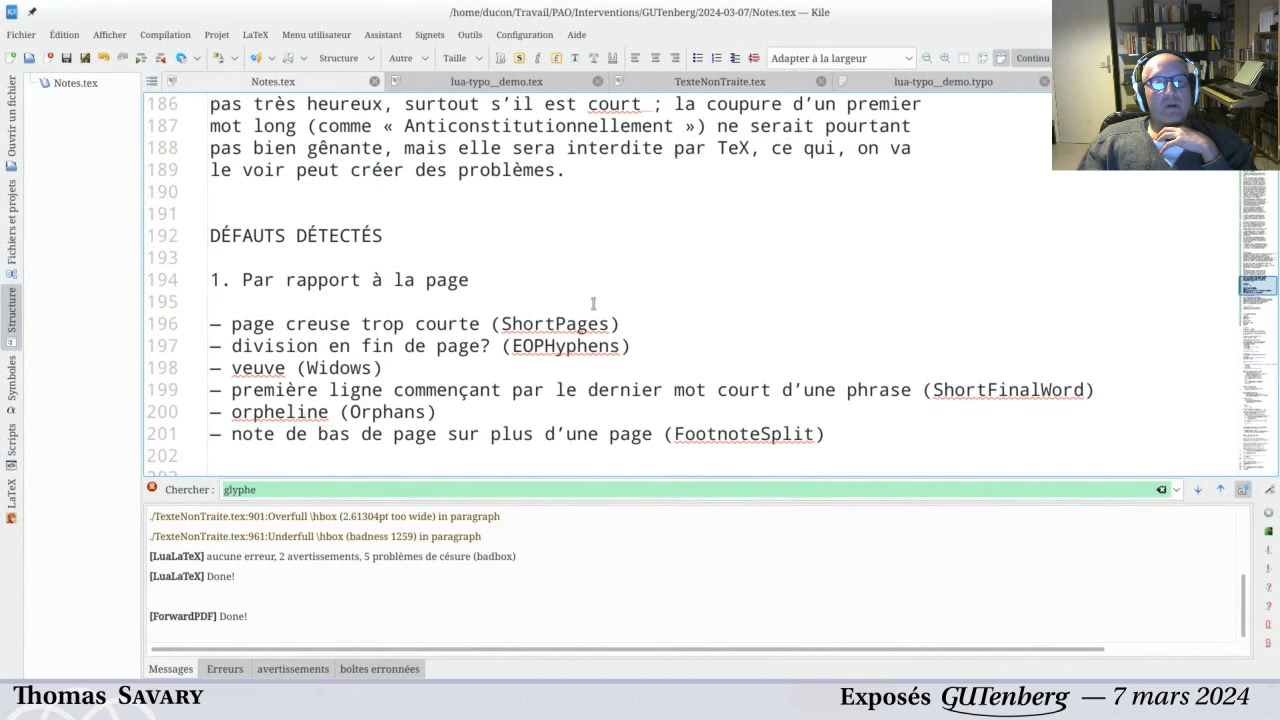 /home/ducon/Travail/PAO/Interventions/GUTenberg/2024-03-07/Notes.tex — Kile
Fichier Édition Afficher Compilation Projet LaTeX Menu utilisateur Assistant Signets Outils Configuration Aide
Structure Autre Taille Adapter à la largeur Continu
Notes.tex
Notes.tex lua-typo_demo.tex TexteNonTraite.tex lua-typo_demo.typo
186 pas très heureux, surtout s’il est court ; la coupure d’un premier
187 mot long (comme « Anticonstitutionnellement ») ne serait pourtant
188 pas bien gênante, mais elle sera interdite par TeX, ce qui, on va
189 le voir peut créer des problèmes.
190
191
192 DÉFAUTS DÉTECTÉS
193
194 1. Par rapport à la page
195
196 — page creuse trop courte (ShortPages)
197 — division en fin de page (EOPHyphens)
198 — veuve (Widows)
199 — première ligne commençant par le dernier mot court d’une phrase (ShortFinalWord)
200 — orpheline (Orphans)
201 — note de bas de page sur plus d’une page (FootnoteSplit)
202
Chercher : glyphe
./TexteNonTraite.tex:901:Overfull \hbox (2.61304pt too wide) in paragraph
./TexteNonTraite.tex:961:Underfull \hbox (badness 1259) in paragraph
[LuaLaTeX] aucune erreur, 2 avertissements, 5 problèmes de césure (badbox)
[LuaLaTeX] Done!
[ForwardPDF] Done!
Messages Erreurs avertissements boîtes erronées
Thomas SAVARY
Exposés GUTenberg — 7 mars 2024